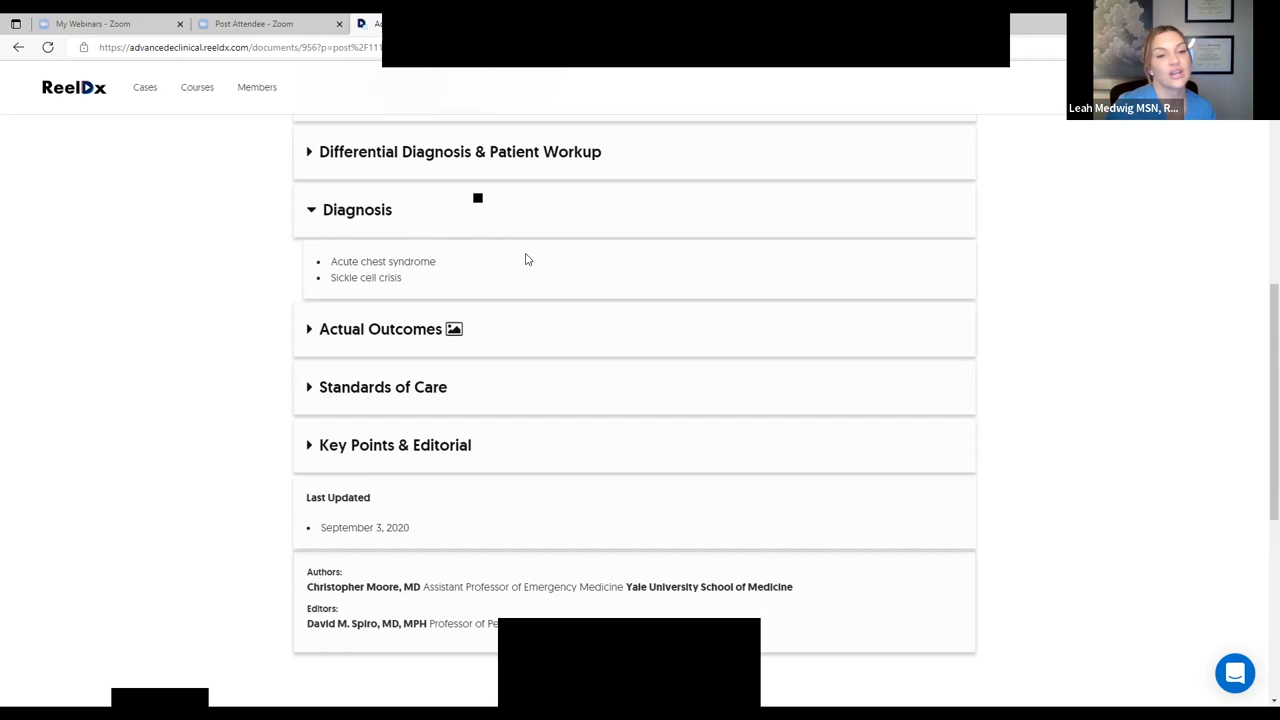 My Webinars - Zoom
Post Attendee - Zoom
https://advancedeclinical.reeldx.com/documents/956?p=post%2F111
ReelDx
Cases
Courses
Members
Leah Medwig MSN, R...
Differential Diagnosis & Patient Workup
Diagnosis
Acute chest syndrome
Sickle cell crisis
Actual Outcomes
Standards of Care
Key Points & Editorial
Last Updated
September 3, 2020
Authors:
Christopher Moore, MD Assistant Professor of Emergency Medicine Yale University School of Medicine
Editors:
David M. Spiro, MD, MPH Professor of